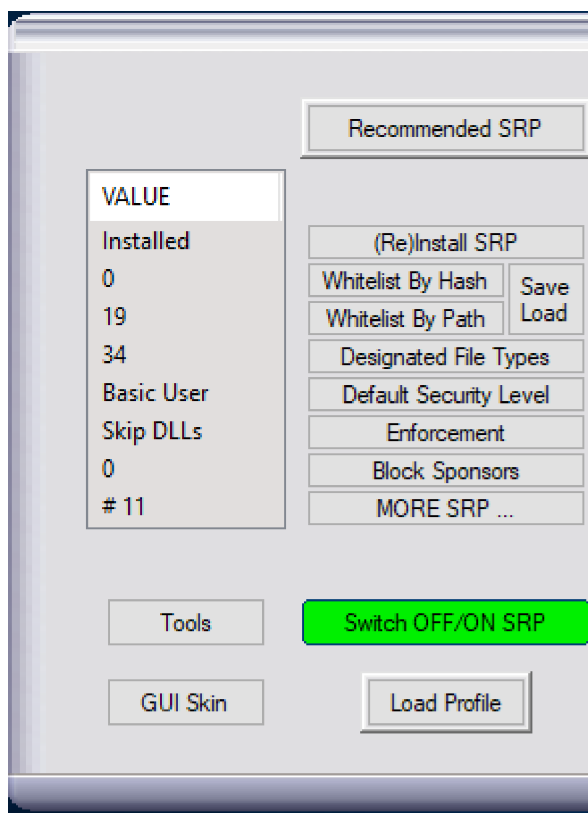 Recommended SRP
VALUE
Installed
(Re)Install SRP
0
Whitelist By Hash
Save
Load
19
Whitelist By Path
34
Designated File Types
Basic User
Default Security Level
Skip DLLs
Enforcement
0
Block Sponsors
# 11
MORE SRP ...
Tools
Switch OFF/ON SRP
GUI Skin
Load Profile